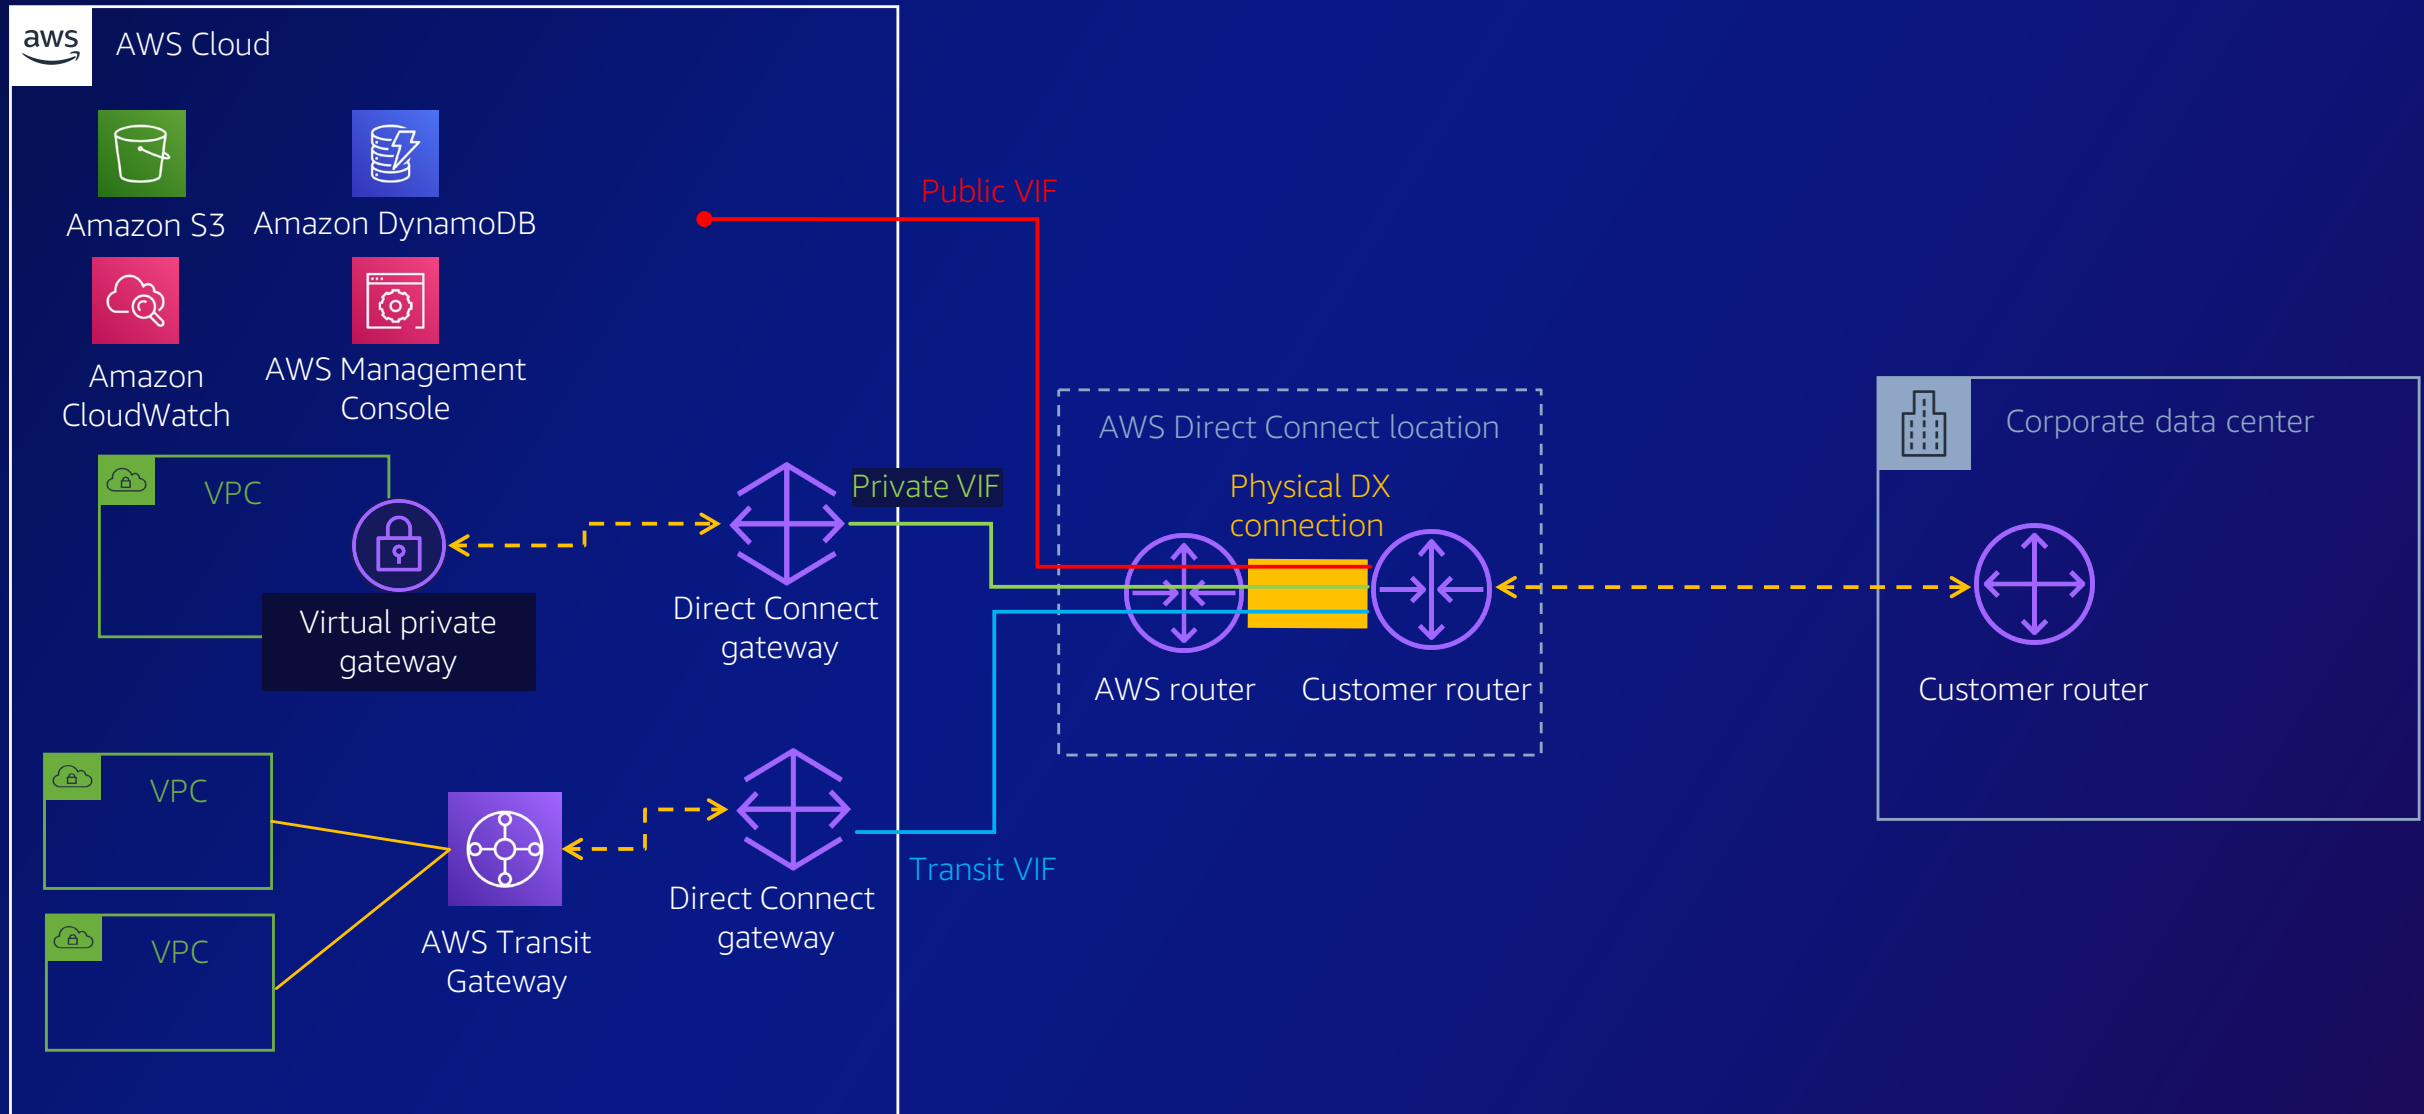 aws
AWS Cloud
Amazon S3
Amazon DynamoDB
Amazon
CloudWatch
AWS Management
Console
VPC
Virtual private
gateway
Direct Connect
gateway
VPC
VPC
AWS Transit
Gateway
Direct Connect
gateway
Public VIF
Private VIF
Transit VIF
AWS Direct Connect location
Physical DX
connection
AWS router
Customer router
Corporate data center
Customer router